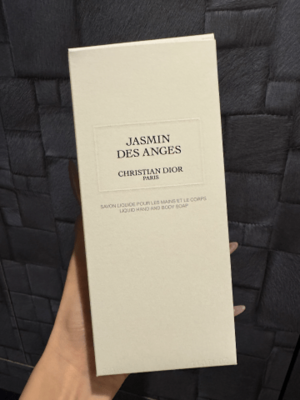 JASMIN
DES ANGES
CHRISTIAN DIOR
PARIS
SAVON LIQUIDE POUR LES MAINS ET LE CORPS
LIQUID HAND AND BODY SOAP